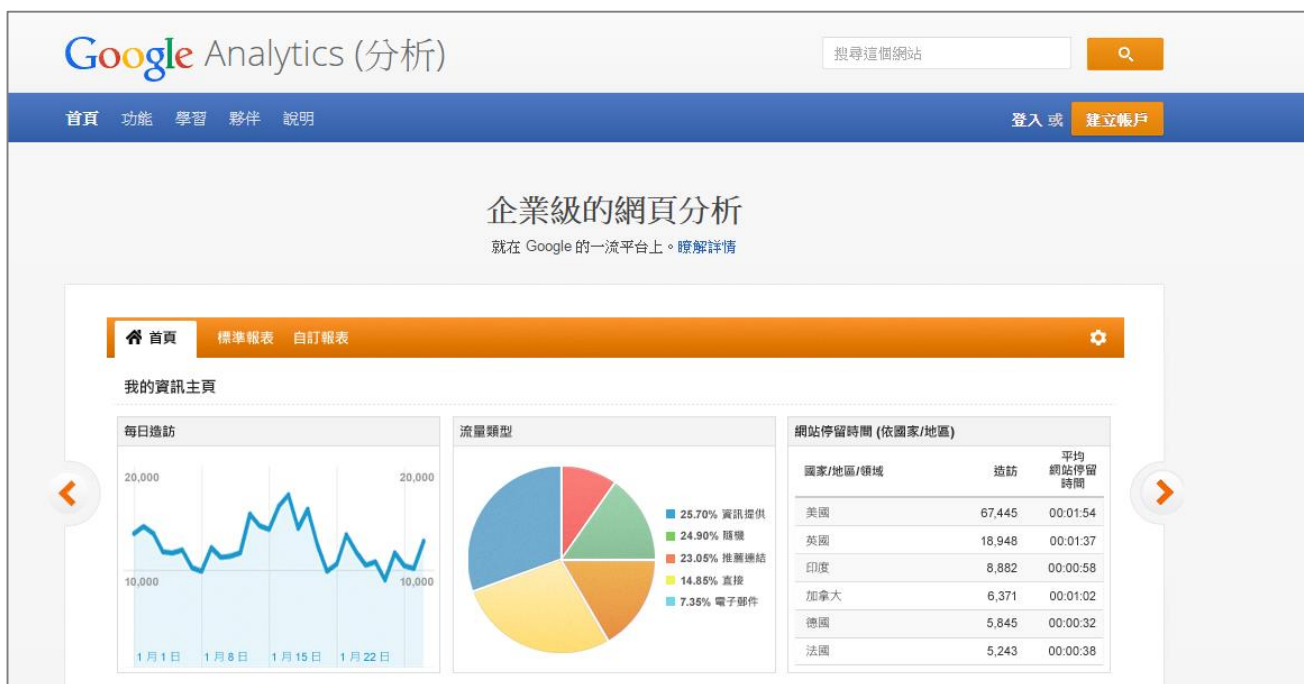 Google Analytics (分析)
搜尋這個網站
首頁 功能 學習 夥伴 說明
登入 或 建立帳戶
企業級的網頁分析
就在 Google 的一流平台上。瞭解詳情
首頁 標準報表 自訂報表
我的資訊主頁
每日造訪
20,000 20,000
10,000 10,000
1 月 1 日 1 月 8 日 1 月 15 日 1 月 22 日
流量類型
25.70% 資訊提供
24.90% 隨機
23.05% 推薦連結
14.85% 直接
7.35% 電子郵件
網站停留時間 (依國家/地區)
國家/地區/領域 造訪 平均網站停留時間
美國 67,445 00:01:54
英國 18,948 00:01:37
印度 8,882 00:00:58
加拿大 6,371 00:01:02
德國 5,845 00:00:32
法國 5,243 00:00:38